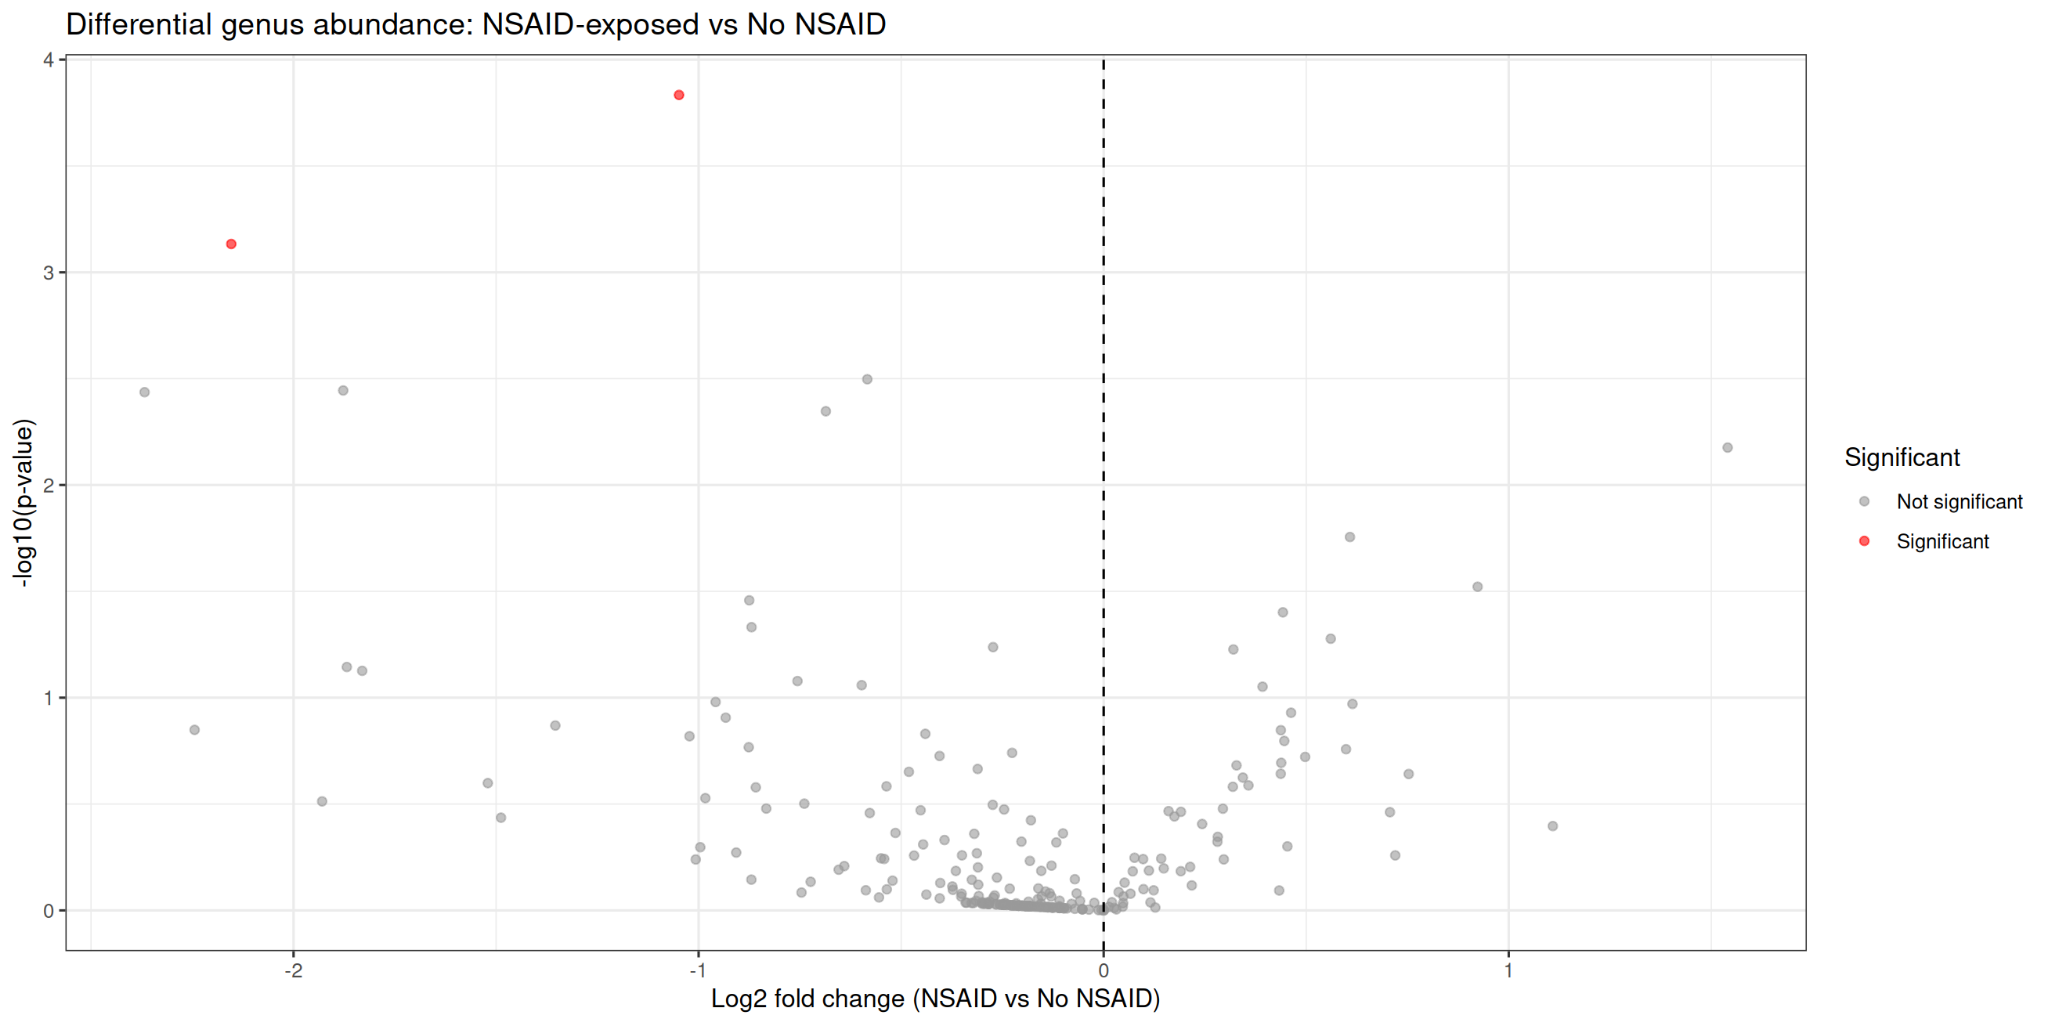 Differential genus abundance: NSAID-exposed vs No NSAID
4
3
2
1
0
-log10(p-value)
-2
-1
0
1
Log2 fold change (NSAID vs No NSAID)
Significant
Not significant
Significant